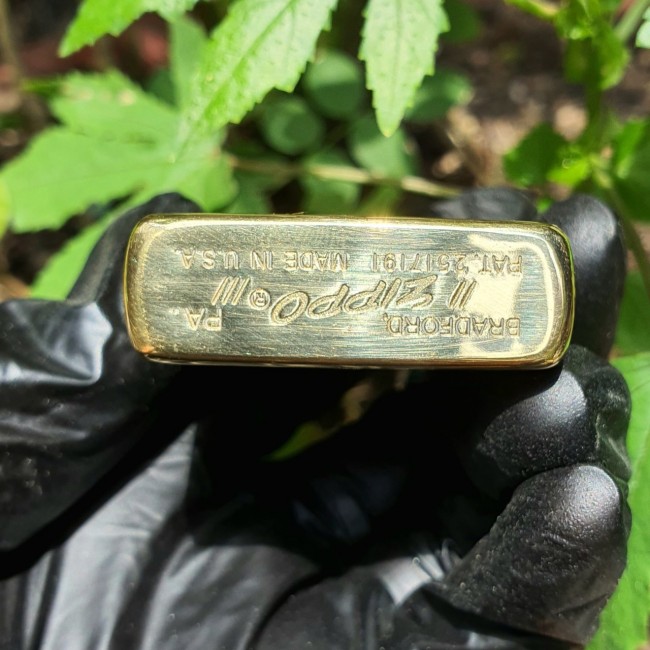 BRADFORD, PA.
// ZIPPO ® ///
PAT. 2517191 MADE IN U.S.A.